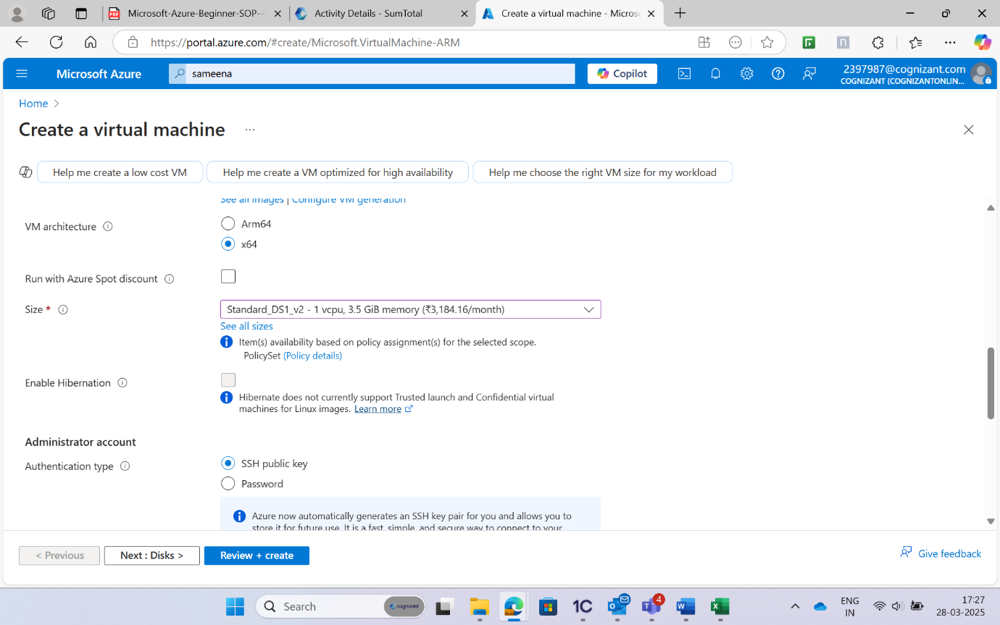 Microsoft-Azure-Beginner-SOP--
Activity Details - SumTotal
Create a virtual machine - Microso
https://portal.azure.com/#create/Microsoft.VirtualMachine-ARM
Microsoft Azure
sameena
Copilot
2397987@cognizant.com
COGNIZANT (COGNIZANTONLIN...
Home >
Create a virtual machine ...
Help me create a low cost VM
Help me create a VM optimized for high availability
Help me choose the right VM size for my workload
See all images | Configure VM generation
VM architecture
Arm64
x64
Run with Azure Spot discount
Size *
Standard_DS1_v2 - 1 vcpu, 3.5 GiB memory (₹3,184.16/month)
See all sizes
Item(s) availability based on policy assignment(s) for the selected scope.
PolicySet (Policy details)
Enable Hibernation
Hibernate does not currently support Trusted launch and Confidential virtual
machines for Linux images. Learn more
Administrator account
Authentication type
SSH public key
Password
Azure now automatically generates an SSH key pair for you and allows you to
store it for future use. It is a fast, simple, and secure way to connect to your
< Previous
Next : Disks >
Review + create
Give feedback
Search
cognizant
1C
4
ENG
IN
17:27
28-03-2025